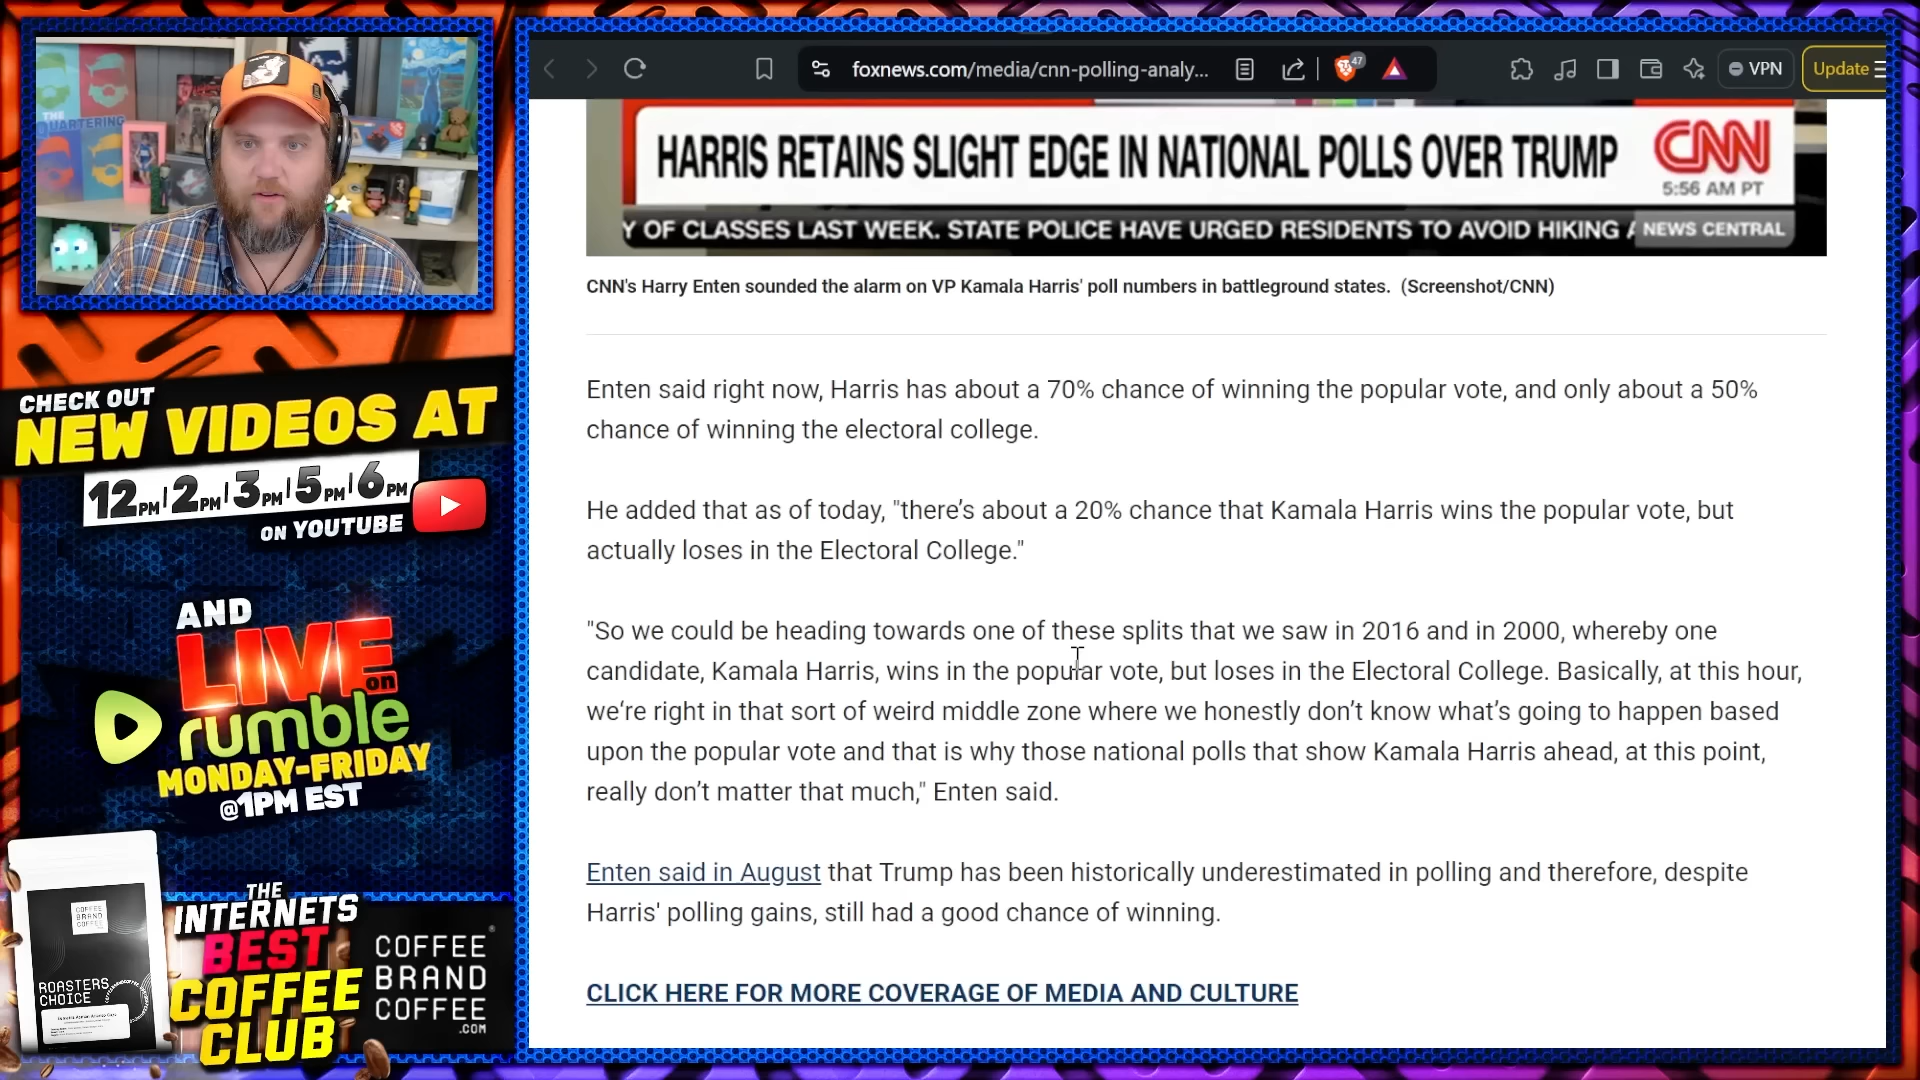 THE
QUARTERING
CHECK OUT
NEW VIDEOS AT
12PM | 2PM | 3PM | 5PM | 6PM
ON YOUTUBE
AND
LIVE
on
rumble
MONDAY-FRIDAY
@1PM EST
THE
INTERNETS
BEST
COFFEE
CLUB
COFFEE
BRAND
COFFEE
.COM
COFFEE
BRAND
COFFEE
ROASTERS
CHOICE
foxnews.com/media/cnn-polling-analy...
47
VPN
Update
HARRIS RETAINS SLIGHT EDGE IN NATIONAL POLLS OVER TRUMP
CNN
5:56 AM PT
Y OF CLASSES LAST WEEK. STATE POLICE HAVE URGED RESIDENTS TO AVOID HIKING
NEWS CENTRAL
CNN's Harry Enten sounded the alarm on VP Kamala Harris' poll numbers in battleground states.  (Screenshot/CNN)
Enten said right now, Harris has about a 70% chance of winning the popular vote, and only about a 50%
chance of winning the electoral college.
He added that as of today, "there’s about a 20% chance that Kamala Harris wins the popular vote, but
actually loses in the Electoral College."
"So we could be heading towards one of these splits that we saw in 2016 and in 2000, whereby one
candidate, Kamala Harris, wins in the popular vote, but loses in the Electoral College. Basically, at this hour,
we‘re right in that sort of weird middle zone where we honestly don’t know what’s going to happen based
upon the popular vote and that is why those national polls that show Kamala Harris ahead, at this point,
really don’t matter that much," Enten said.
Enten said in August that Trump has been historically underestimated in polling and therefore, despite
Harris' polling gains, still had a good chance of winning.
CLICK HERE FOR MORE COVERAGE OF MEDIA AND CULTURE